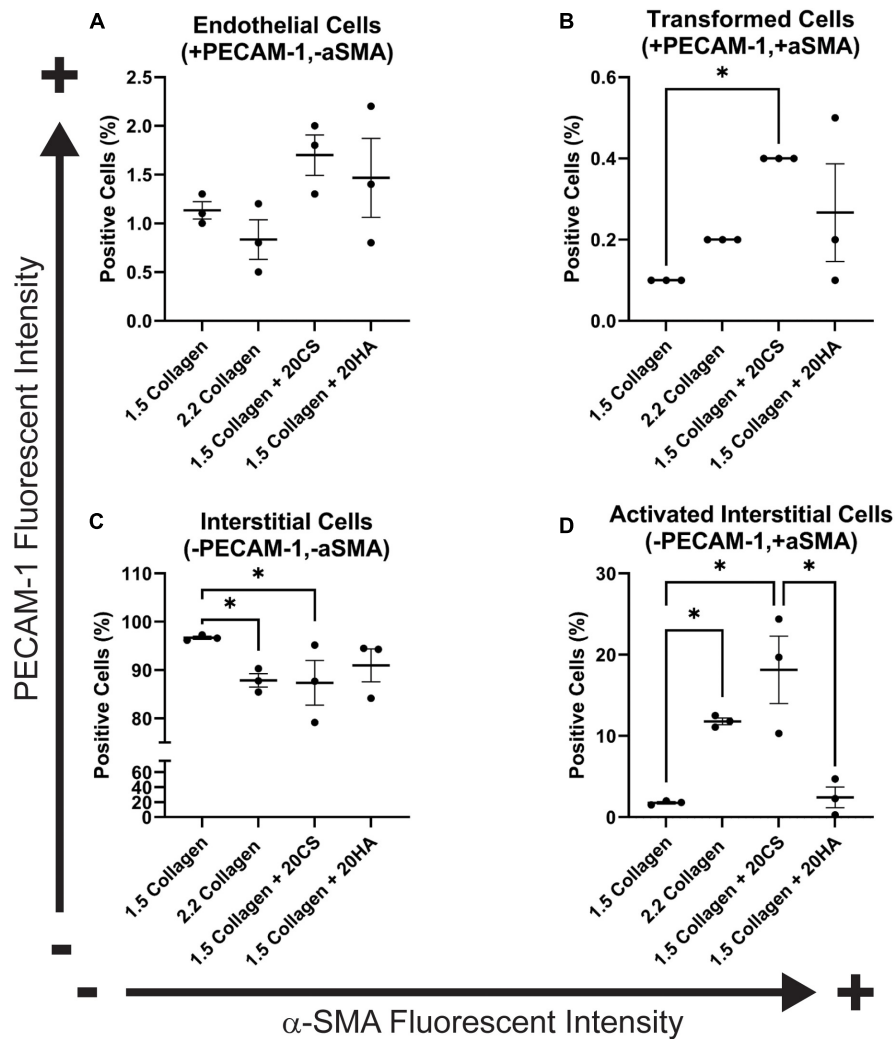 A
Endothelial Cells
(+PECAM-1,-aSMA)
Positive Cells (%)
2.5
2.0
1.5
1.0
0.5
0.0
1.5 Collagen
2.2 Collagen
1.5 Collagen + 20CS
1.5 Collagen + 20HA
B
Transformed Cells
(+PECAM-1,+aSMA)
Positive Cells (%)
0.6
0.4
0.2
0.0
*
1.5 Collagen
2.2 Collagen
1.5 Collagen + 20CS
1.5 Collagen + 20HA
C
Interstitial Cells
(-PECAM-1,-aSMA)
Positive Cells (%)
110
100
90
80
60
40
20
0
*
*
1.5 Collagen
2.2 Collagen
1.5 Collagen + 20CS
1.5 Collagen + 20HA
D
Activated Interstitial Cells
(-PECAM-1,+aSMA)
Positive Cells (%)
30
20
10
0
*
*
*
1.5 Collagen
2.2 Collagen
1.5 Collagen + 20CS
1.5 Collagen + 20HA
+
PECAM-1 Fluorescent Intensity
-
-
+
α-SMA Fluorescent Intensity